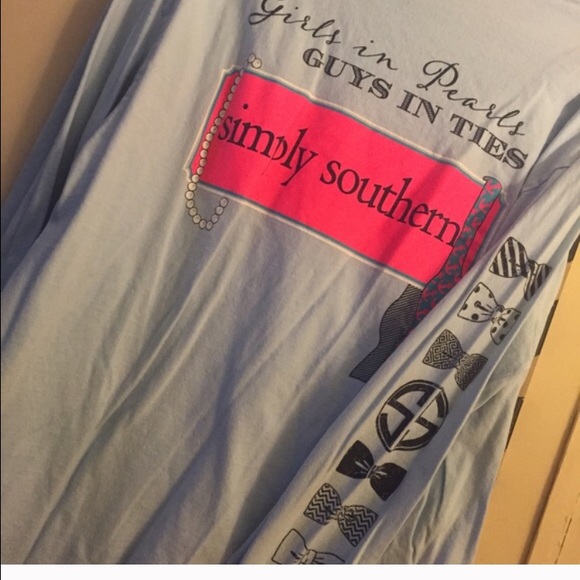 Girls in Pearls
GUYS IN TIES
simply southern